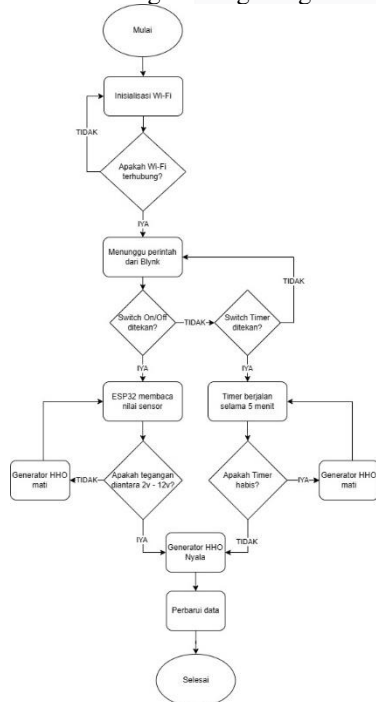 Mulai
Inisialisasi Wi-Fi
TIDAK
Apakah Wi-Fi
terhubung?
IYA
Menunggu perintah
dari Blynk
TIDAK
Switch On/Off
ditekan?
TIDAK
Switch Timer
ditekan?
IYA
IYA
ESP32 membaca
nilai sensor
Timer berjalan
selama 5 menit
Generator HHO
mati
TIDAK
Apakah tegangan
diantara 2v - 12v?
Apakah Timer
habis?
IYA
Generator HHO
mati
IYA
Generator HHO
Nyala
TIDAK
Perbarui data
Selesai